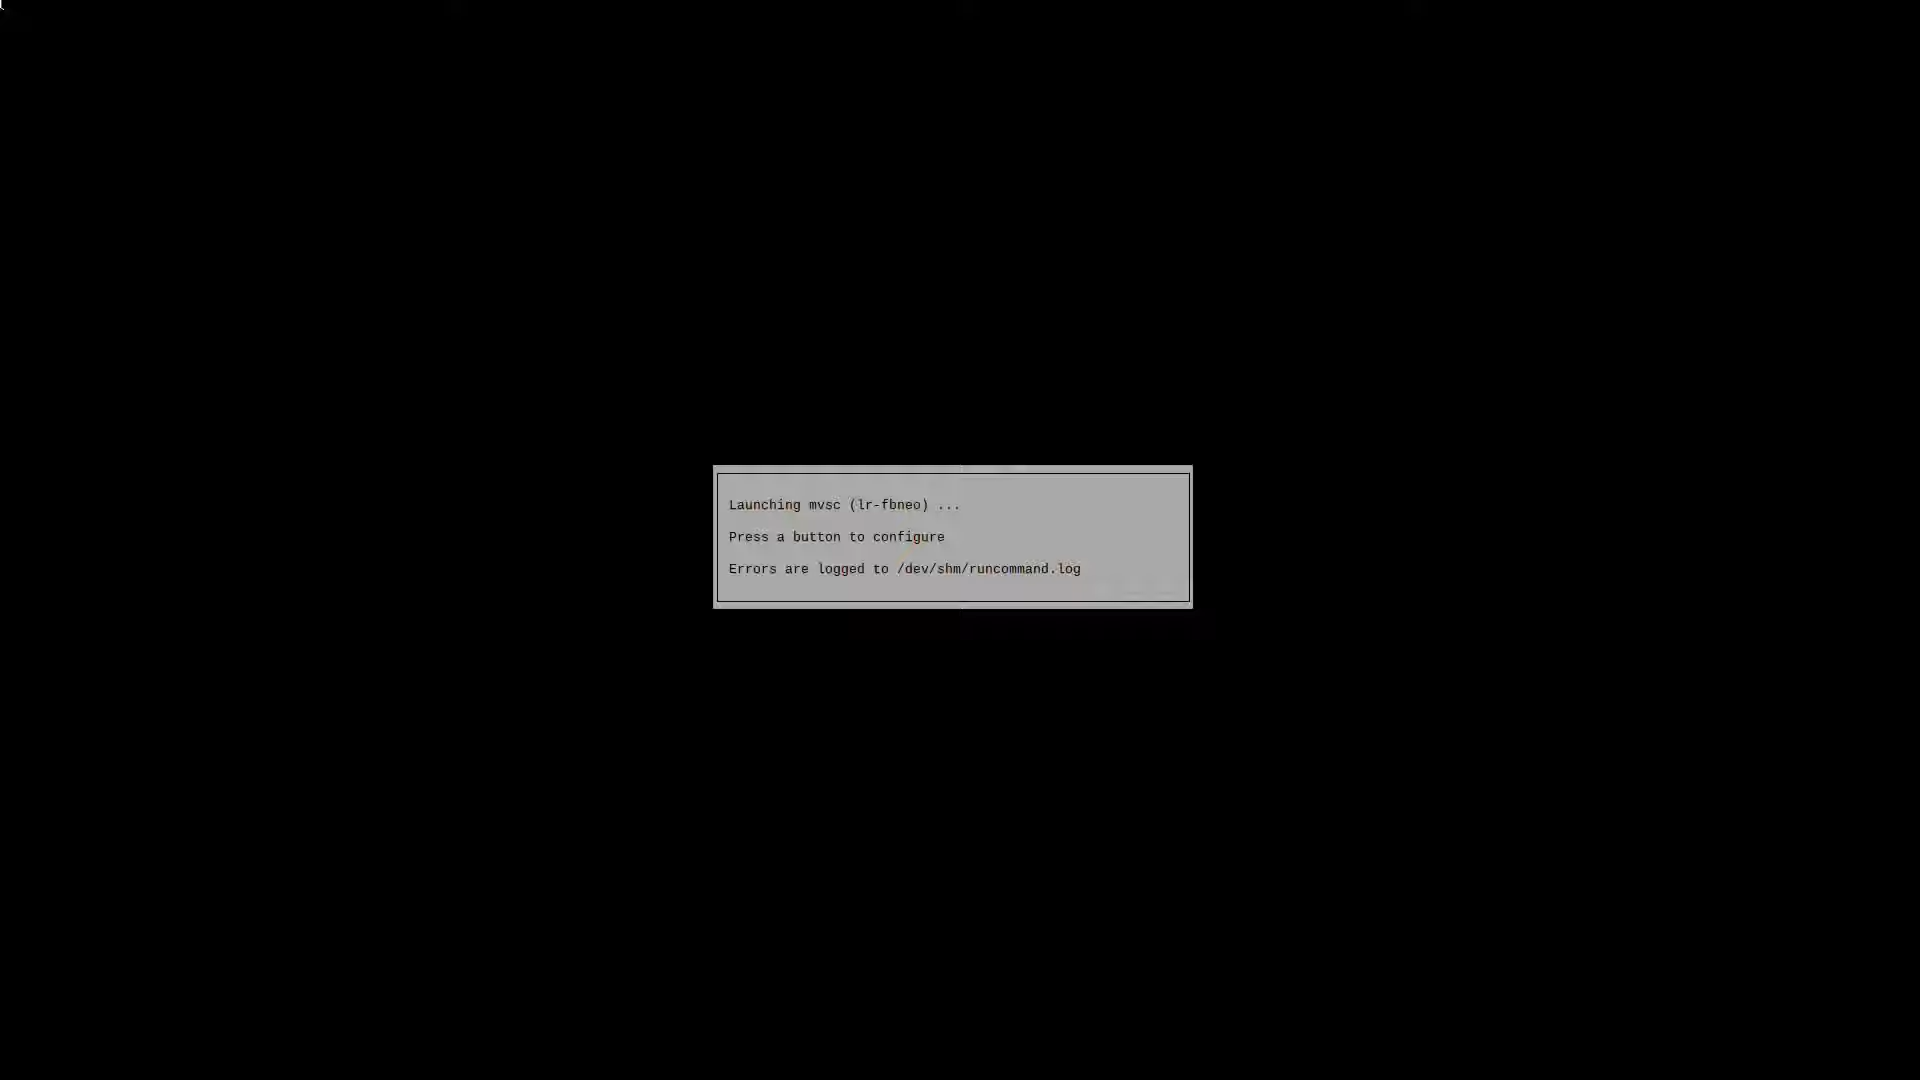 Launching mvsc (lr-fbneo) ...
Press a button to configure
Errors are logged to /dev/shm/runcommand.log